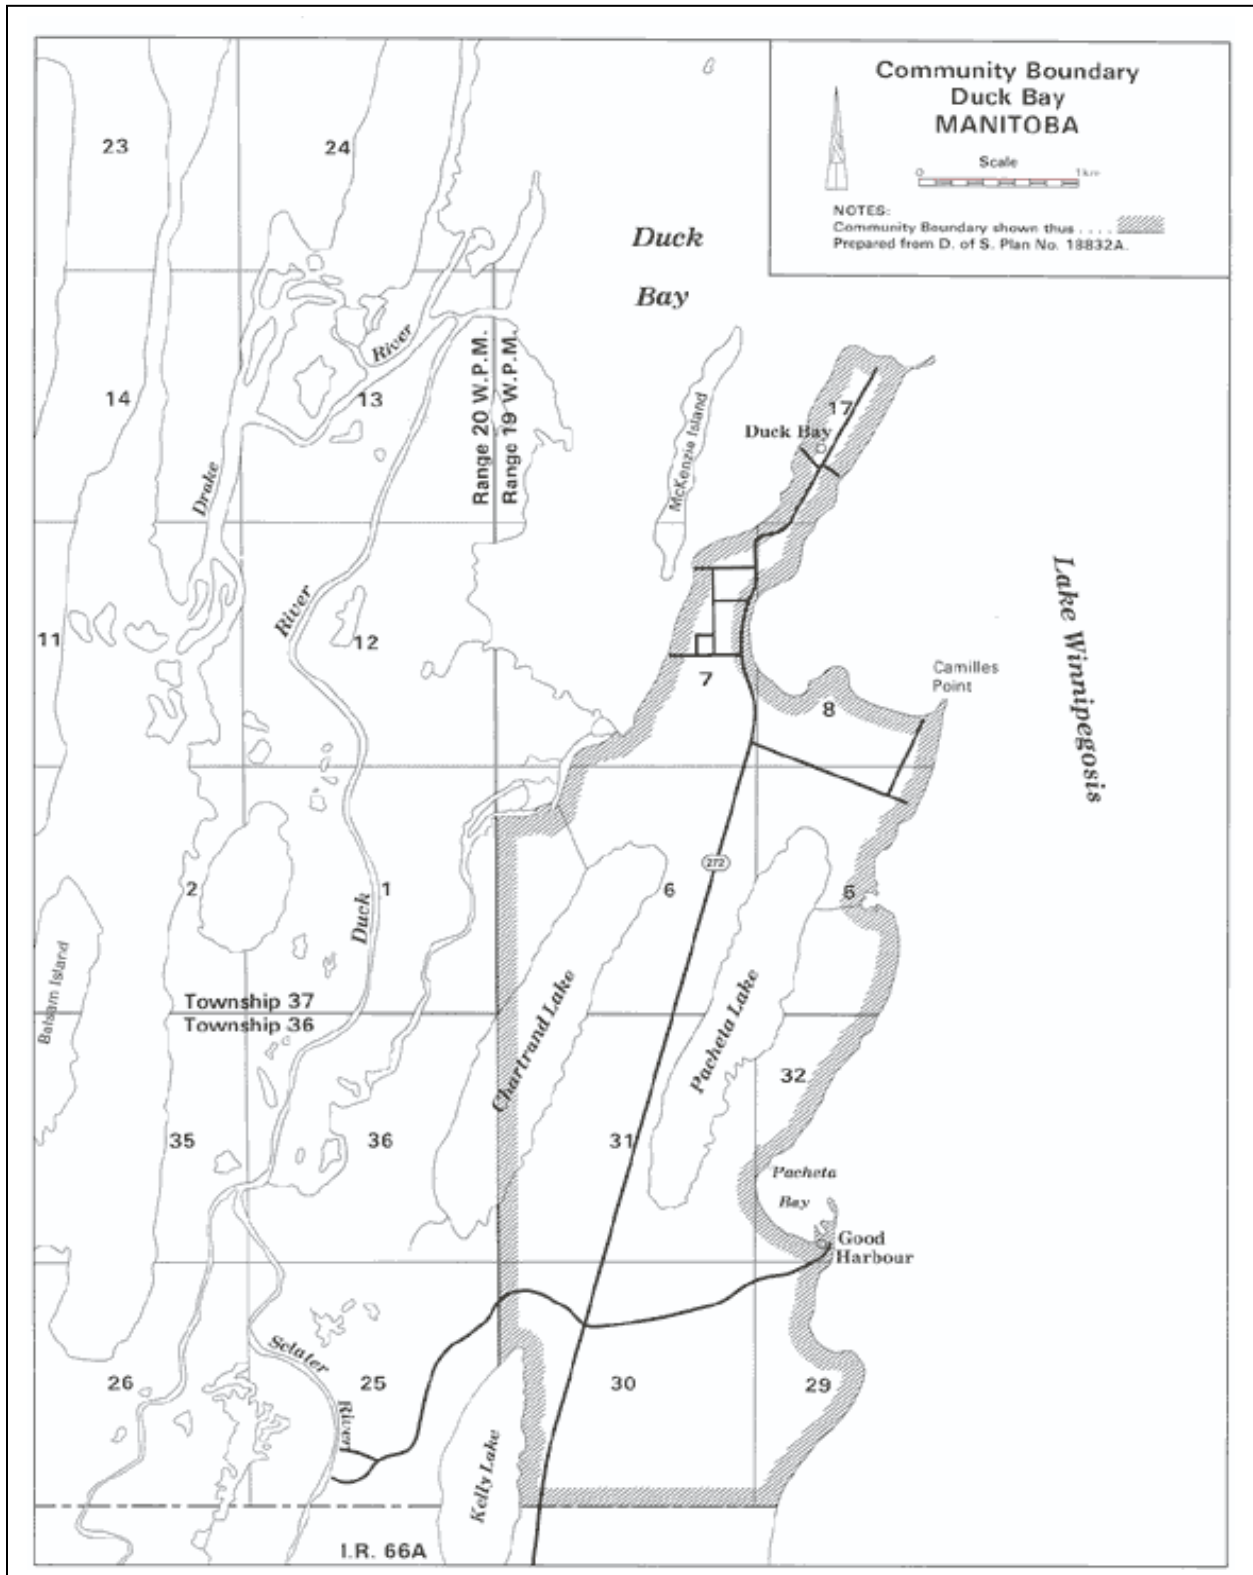 Community Boundary
Duck Bay
MANITOBA
Scale
0 1 km
NOTES:
Community Boundary shown thus . . . .
Prepared from D. of S. Plan No. 18832A.
23
24
Duck
Bay
River
14
13
Range 20 W.P.M.
Range 19 W.P.M.
McKenzie Island
17
Duck Bay
Drake
Lake Winnipegosis
River
11
12
7
Camilles
Point
8
272
2
1
6
5
Duck
Balsam Island
Township 37
Township 36
Chartrand Lake
Pacheta Lake
32
35
36
31
Pacheta
Bay
Good
Harbour
Sclater
River
26
25
30
29
Kelly Lake
I.R. 66A